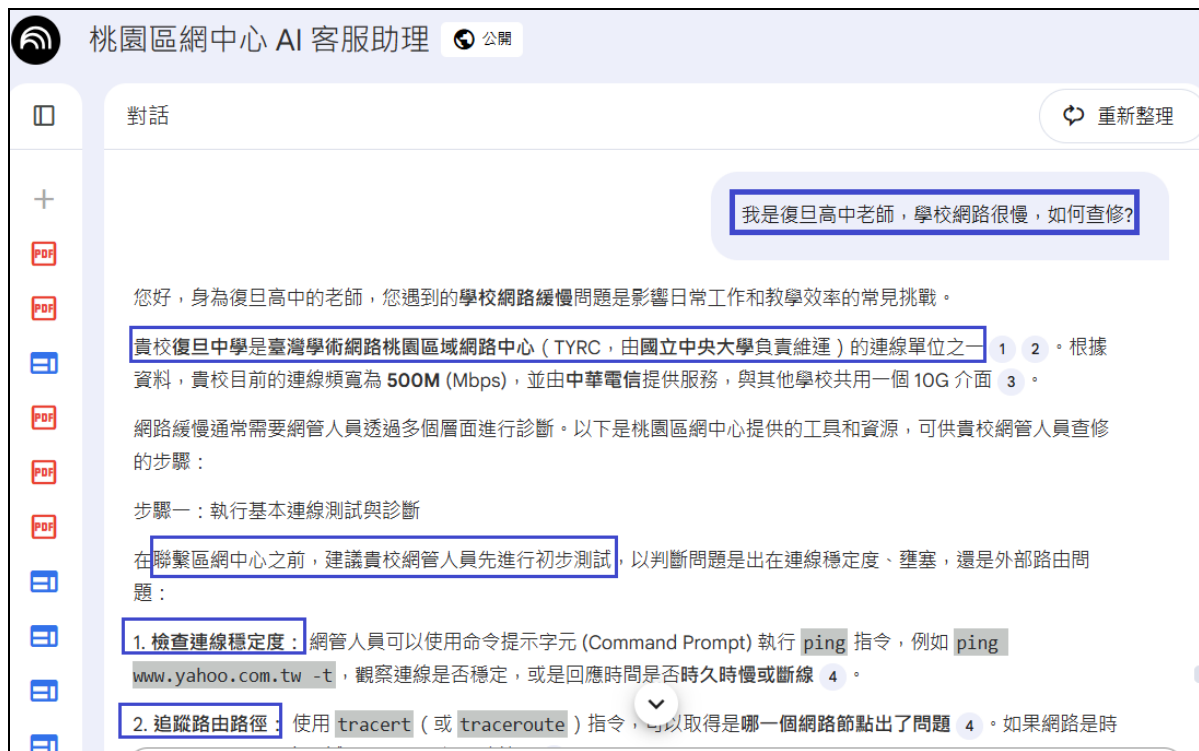 桃園區網中心 AI 客服助理 公開
對話
重新整理
我是復旦高中老師，學校網路很慢，如何查修?
PDF
PDF
您好，身為復旦高中的老師，您遇到的學校網路緩慢問題是影響日常工作和教學效率的常見挑戰。
貴校復旦中學是臺灣學術網路桃園區域網路中心（TYRC，由國立中央大學負責維運）的連線單位之一 1 2 。根據
資料，貴校目前的連線頻寬為 500M (Mbps)，並由中華電信提供服務，與其他學校共用一個 10G 介面 3 。
PDF
網路緩慢通常需要網管人員透過多個層面進行診斷。以下是桃園區網中心提供的工具和資源，可供貴校網管人員查修
的步驟：
PDF
步驟一：執行基本連線測試與診斷
PDF
在聯繫區網中心之前，建議貴校網管人員先進行初步測試，以判斷問題是出在連線穩定度、壅塞，還是外部路由問
題：
1. 檢查連線穩定度： 網管人員可以使用命令提示字元 (Command Prompt) 執行 ping 指令，例如 ping
www.yahoo.com.tw -t，觀察連線是否穩定，或是回應時間是否時久時慢或斷線 4 。
2. 追蹤路由路徑： 使用 tracert（或 traceroute）指令，可以取得是哪一個網路節點出了問題 4 。如果網路是時